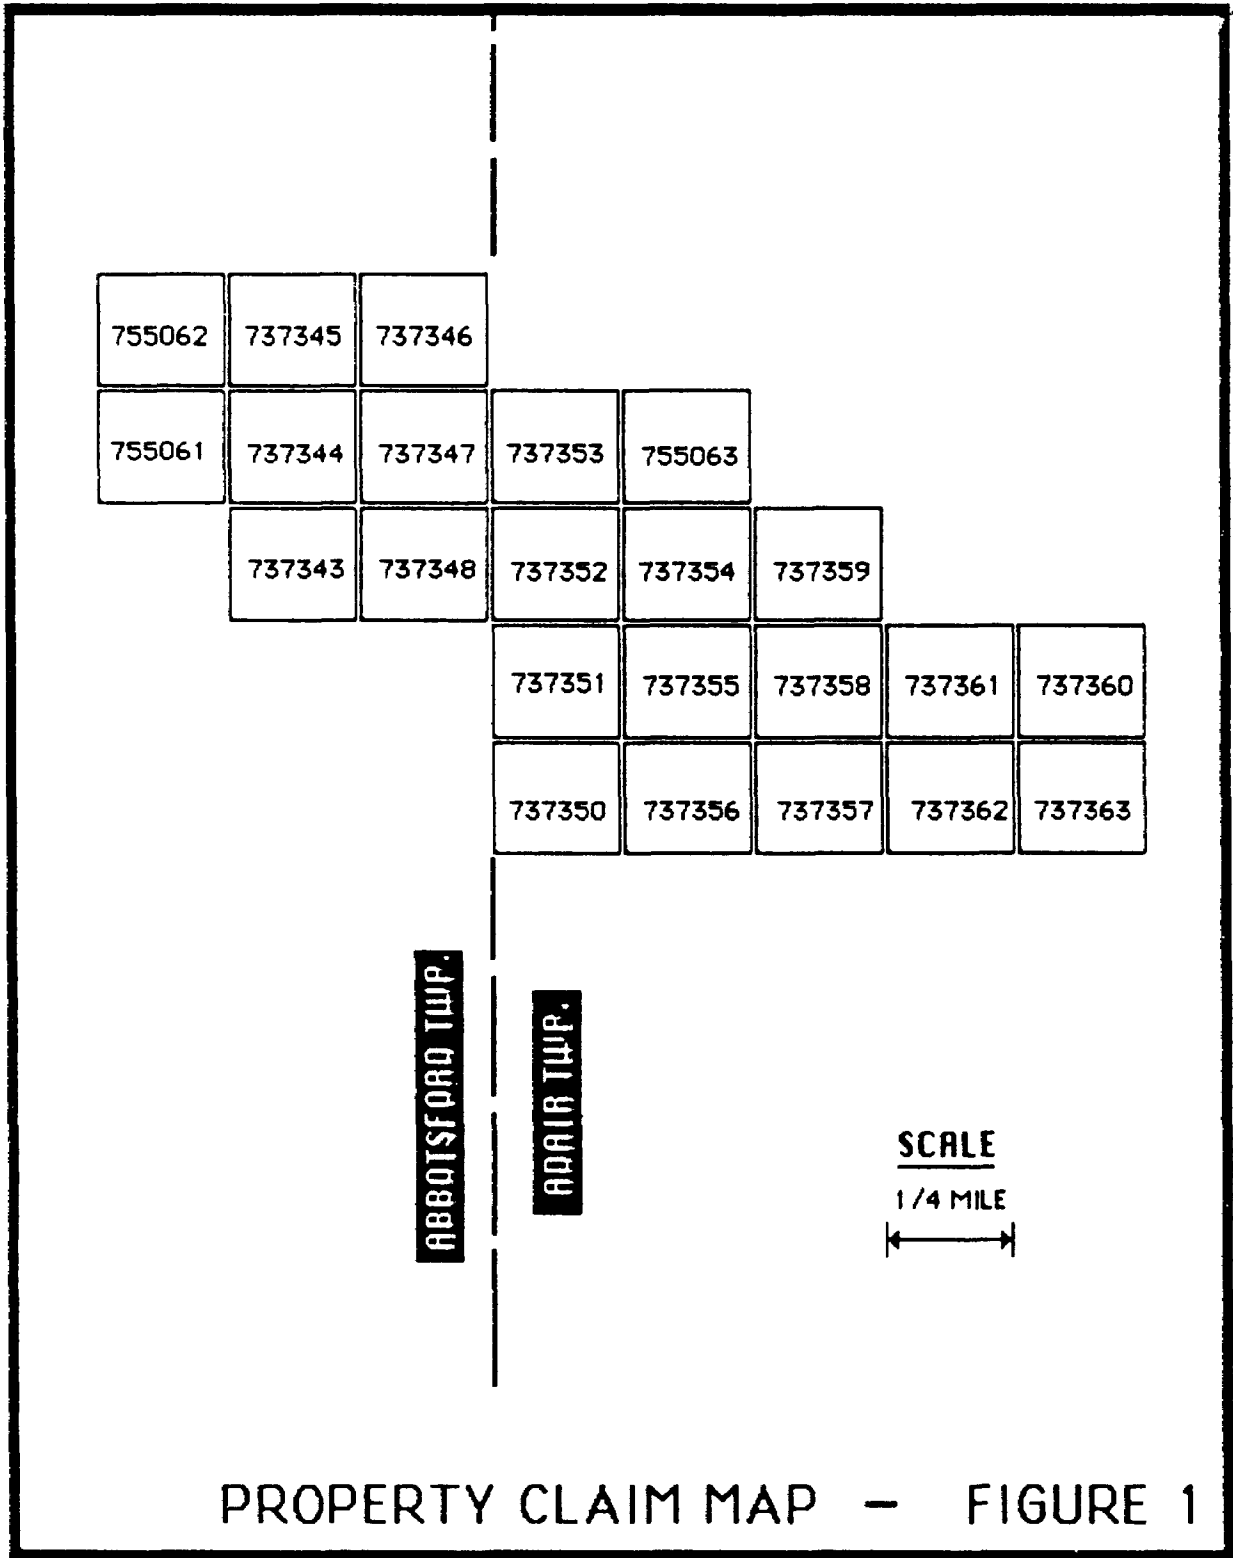 755062 737345 737346
755061 737344 737347 737353 755063
737343 737348 737352 737354 737359
737351 737355 737358 737361 737360
737350 737356 737357 737362 737363
ABBOTSFORD TWP.
ADAIR TWP.
SCALE
1/4 MILE
PROPERTY CLAIM MAP - FIGURE 1